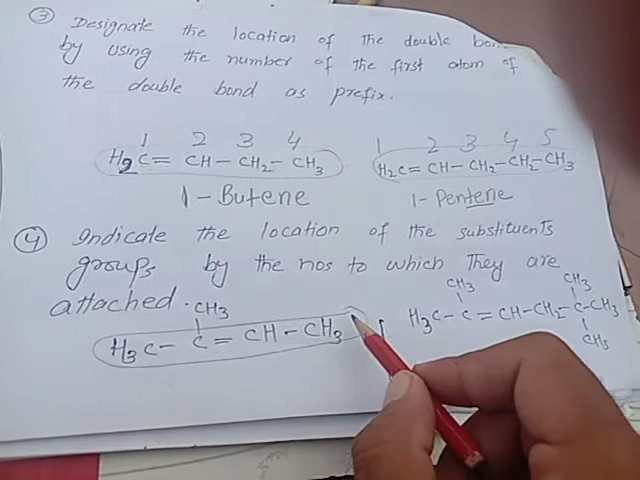 ③ Designate the location of the double bon
by using the number of the first atom of
the double bond as prefix.
1 2 3 4
H2C = CH - CH2 - CH3
1 - Butene
1 2 3 4 5
H2C = CH - CH2 - CH2 - CH3
1 - Pentene
④ Indicate the location of the substituents
groups by the nos to which They are
attached.
CH3
H3C - C = CH - CH3
CH3 CH3
H3C - C = CH - CH2 - C - CH3
CH3